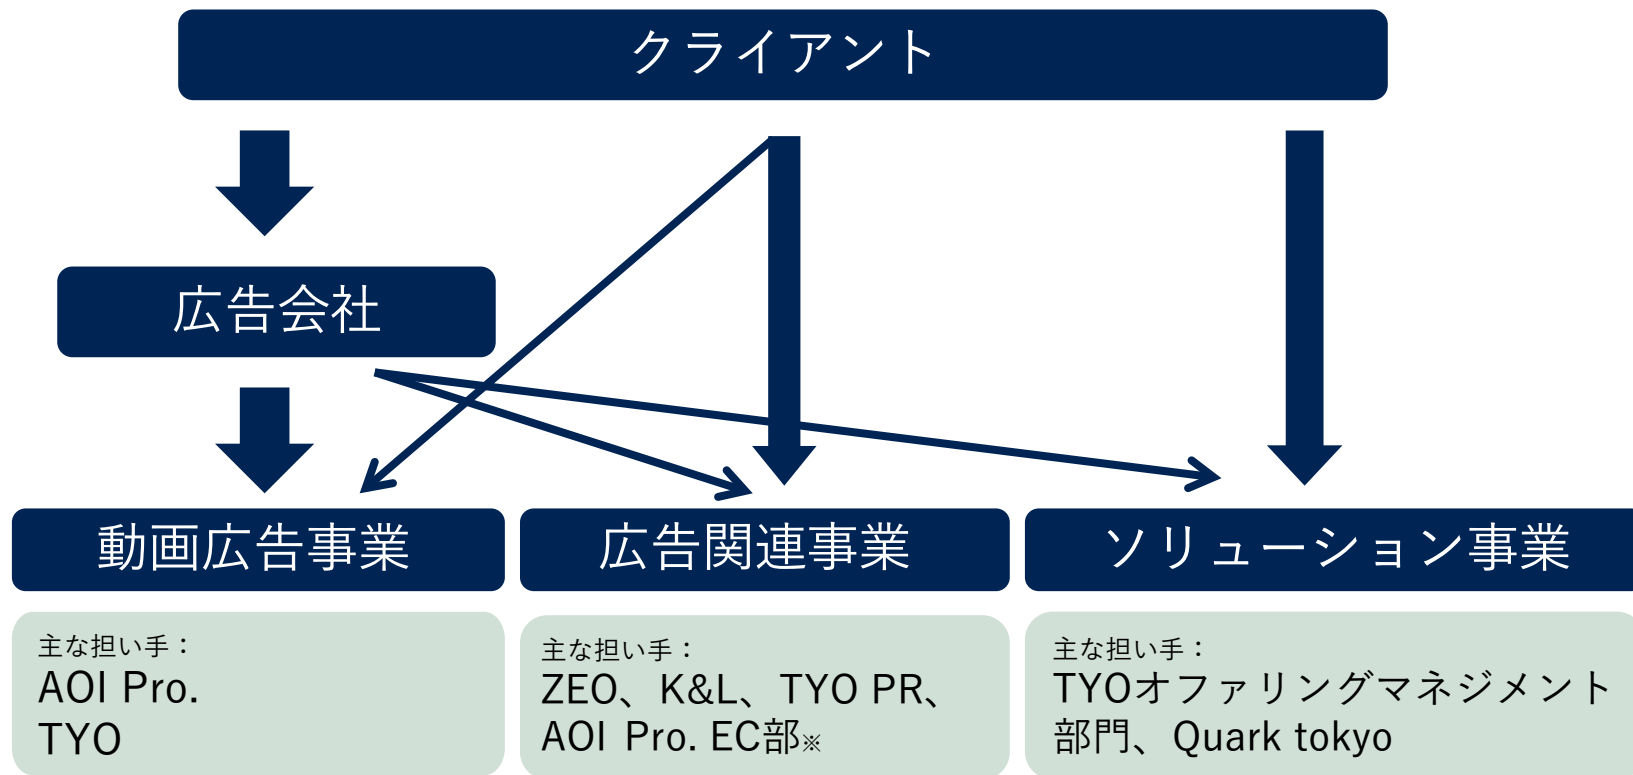 クライアント
広告会社
動画広告事業
広告関連事業
ソリューション事業
主な担い手：
AOI Pro.
TYO
主な担い手：
ZEO、K&L、TYO PR、
AOI Pro. EC部※
主な担い手：
TYOオファリングマネジメント
部門、Quark tokyo